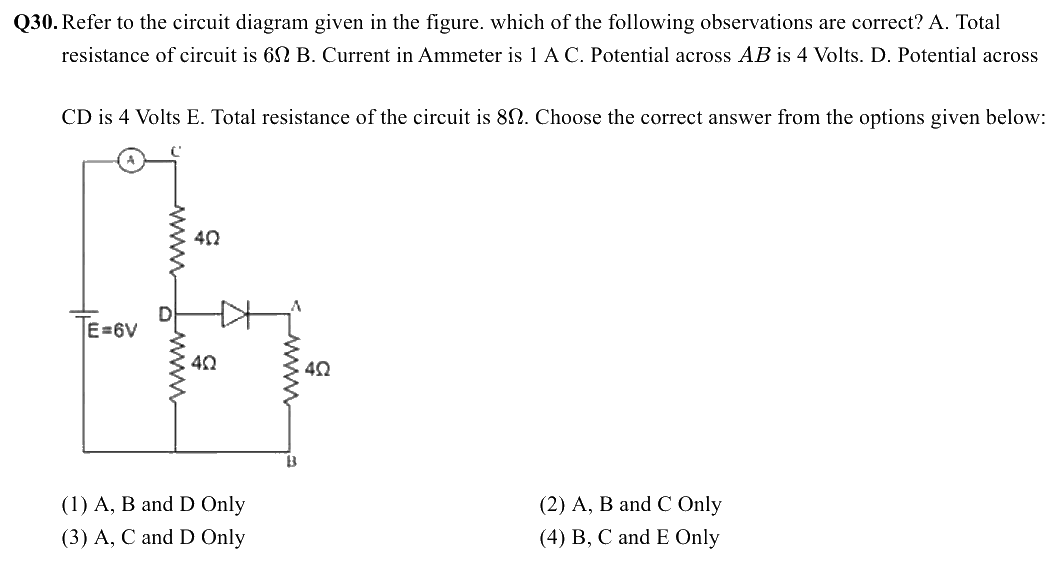 Q30. Refer to the circuit diagram given in the figure. which of the following observations are correct? A. Total
resistance of circuit is 6Ω B. Current in Ammeter is 1 A C. Potential across AB is 4 Volts. D. Potential across
CD is 4 Volts E. Total resistance of the circuit is 8Ω. Choose the correct answer from the options given below:
A C
4Ω
D A
E=6V
4Ω 4Ω
B
(1) A, B and D Only (2) A, B and C Only
(3) A, C and D Only (4) B, C and E Only